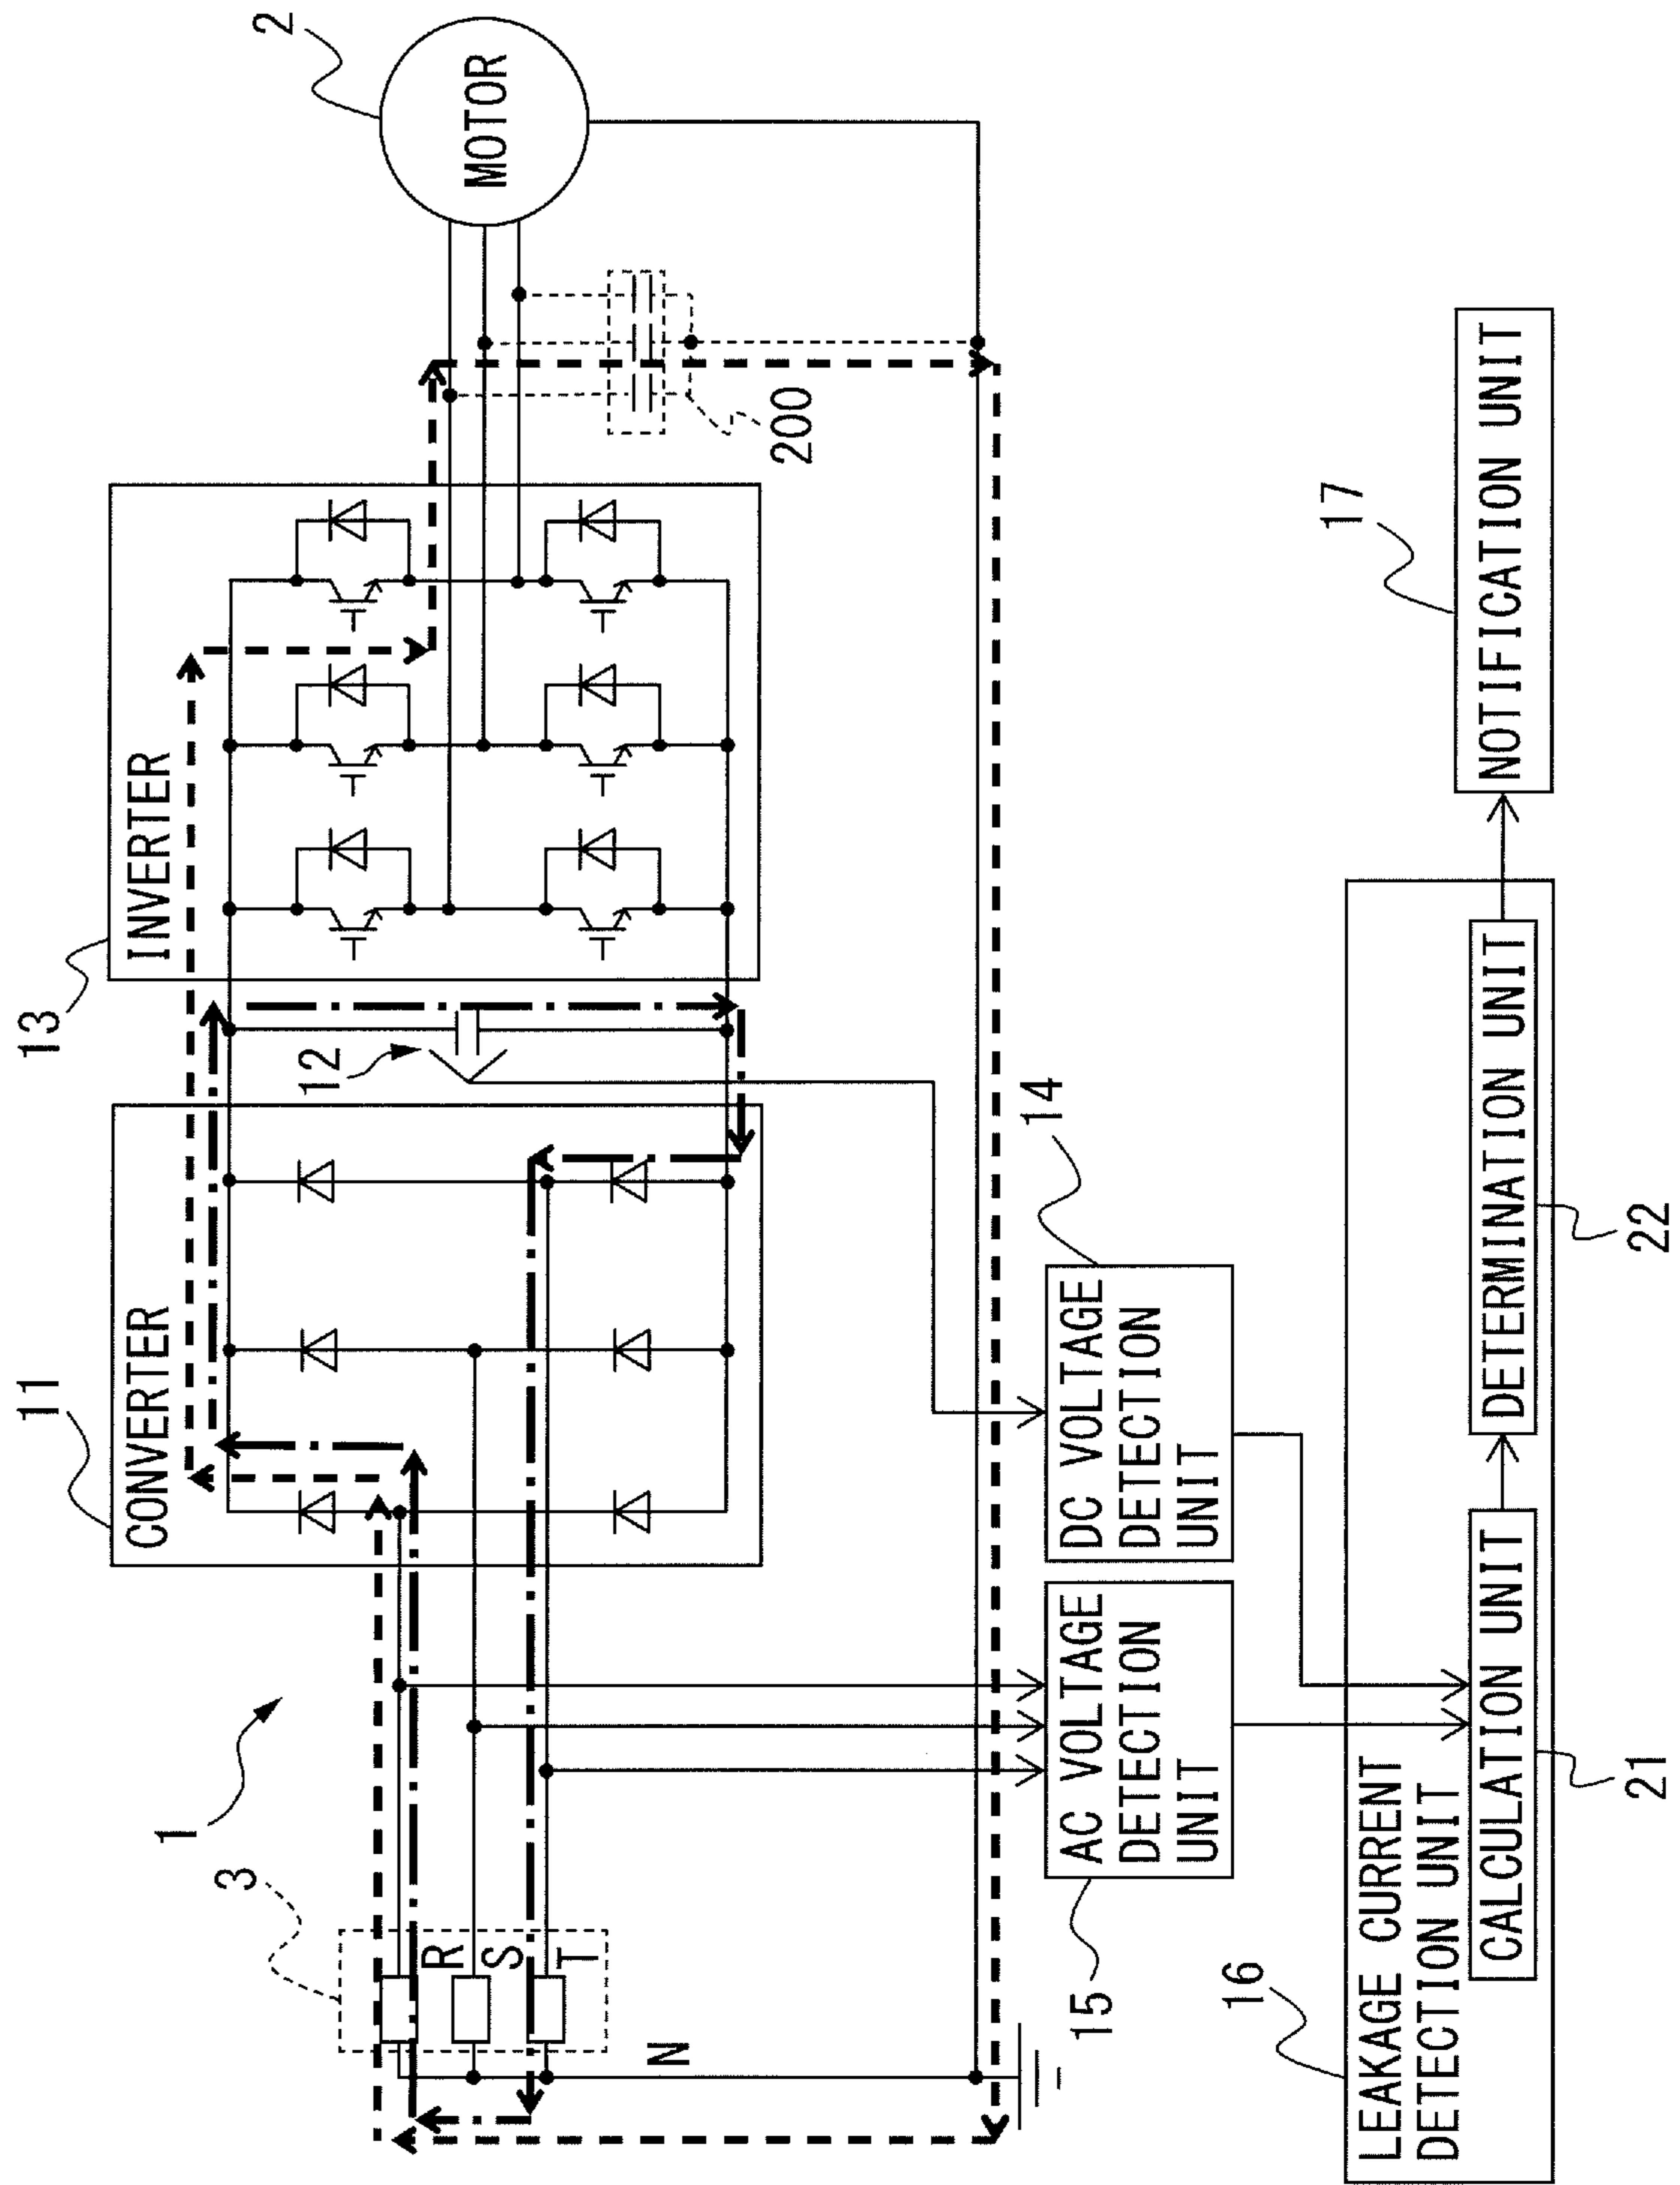 1
3
R
S
T
N
11
CONVERTER
12
13
INVERTER
2
MOTOR
200
14
DC VOLTAGE
DETECTION
UNIT
15
AC VOLTAGE
DETECTION
UNIT
16
LEAKAGE CURRENT
DETECTION UNIT
CALCULATION UNIT
21
DETERMINATION UNIT
22
17
NOTIFICATION UNIT